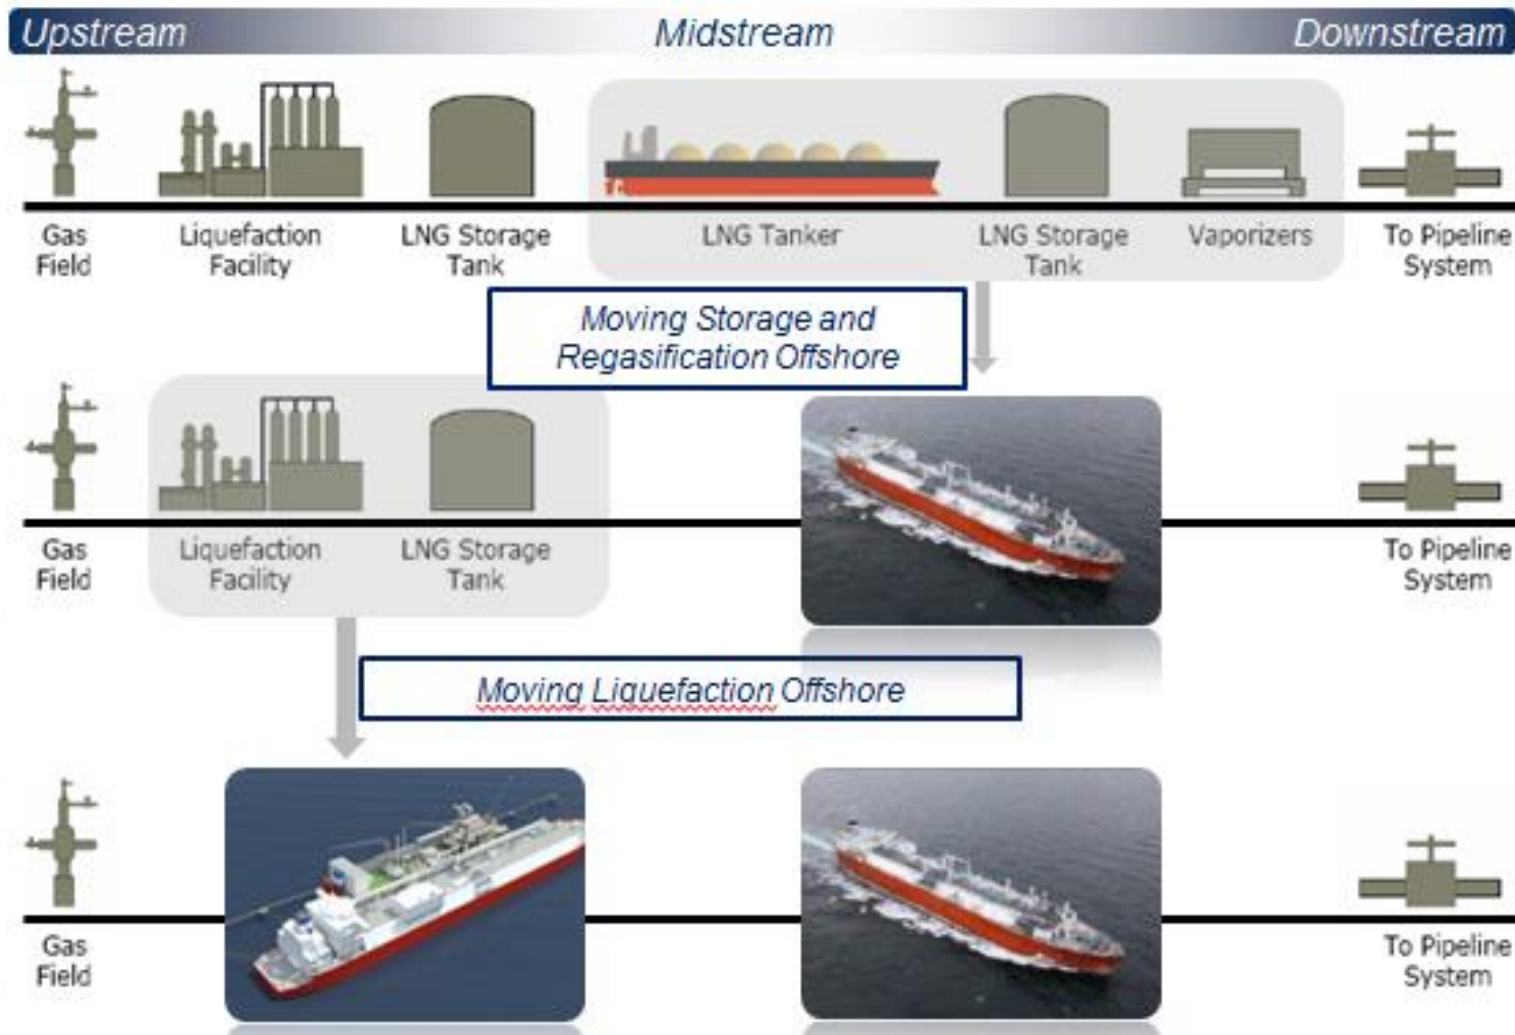 Upstream Midstream Downstream
Gas Field
Liquefaction Facility
LNG Storage Tank
LNG Tanker
LNG Storage Tank
Vaporizers
To Pipeline System
Moving Storage and
Regasification Offshore
Gas Field
Liquefaction Facility
LNG Storage Tank
To Pipeline System
Moving Liquefaction Offshore
Gas Field
To Pipeline System